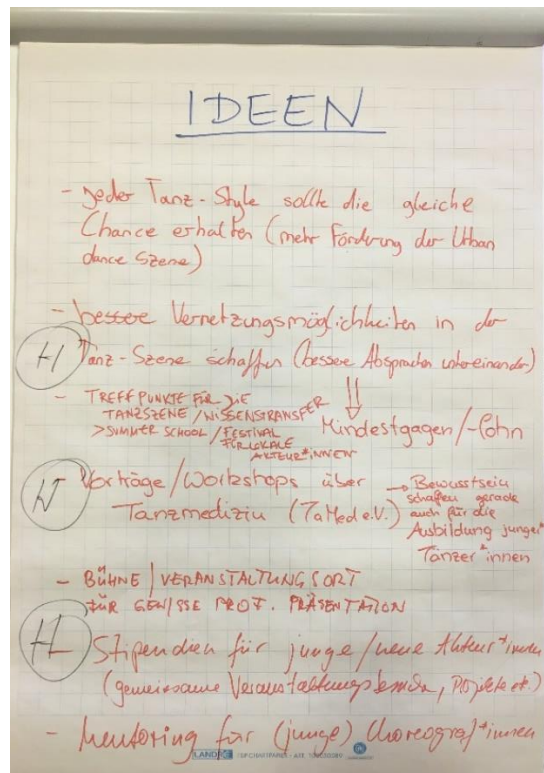 IDEEN
- Jeder Tanz-Style sollte die gleiche
Chance erhalten (mehr Förderung der Urban
dance Szene)
- bessere Vernetzungsmöglichkeiten in der
Tanz-Szene schaffen (bessere Absprachen untereinander)
- TREFFPUNKTE FÜR DIE
TANZSZENE / WISSENSTRANSFER
> SUMMER SCHOOL / FESTIVAL
FÜR LOKALE
AKTEUR*INNEN
⇓
Mindestgagen/-lohn
- Vorträge/Workshops über
Tanzmedizin (TaMed e.V.)
→ Bewusstsein
schaffen gerade
auch für die
Ausbildung junger
Tänzer*innen
- BÜHNE / VERANSTALTUNGSORT
FÜR GEWISSE PROF. PRÄSENTATION
- Stipendien für junge/neue Akteur*innen
(gemeinsame, Projekte etc.)
- Mentoring für (junge) Choreograf*innen
LANDRÉ